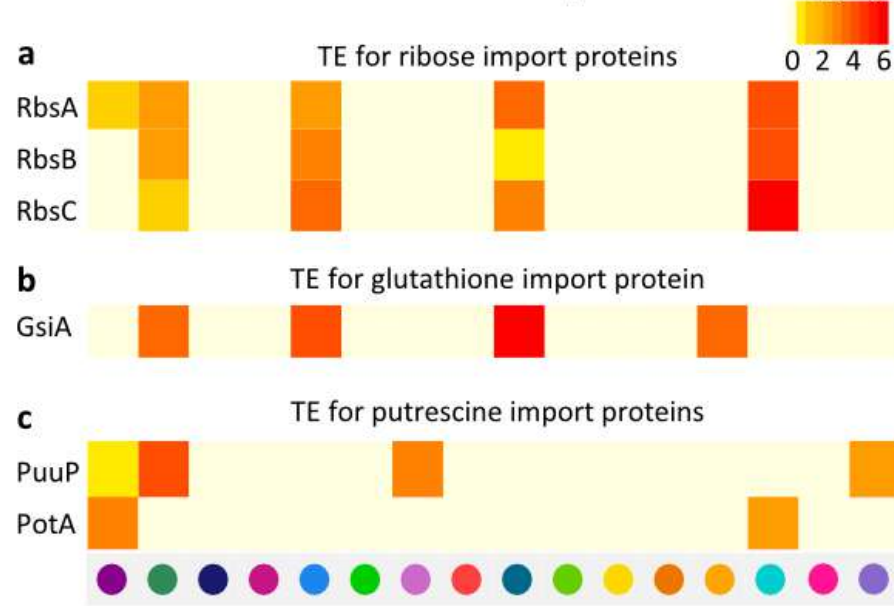 0 2 4 6
a TE for ribose import proteins
RbsA
RbsB
RbsC
b TE for glutathione import protein
GsiA
c TE for putrescine import proteins
PuuP
PotA